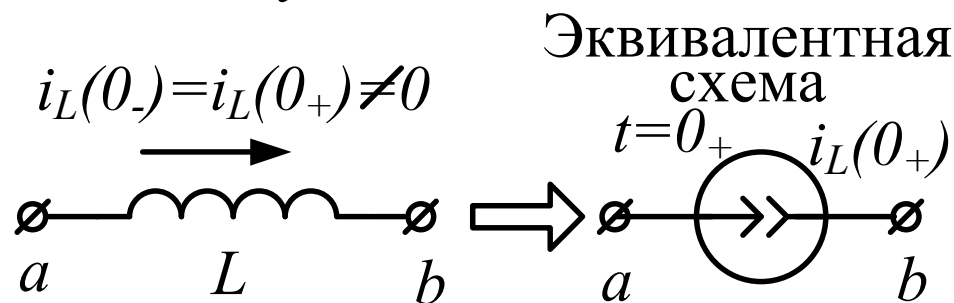 Эквивалентная
схема
i_L(0_-)=i_L(0_+)≠0
t=0_+
i_L(0_+)
a
L
b
a
b